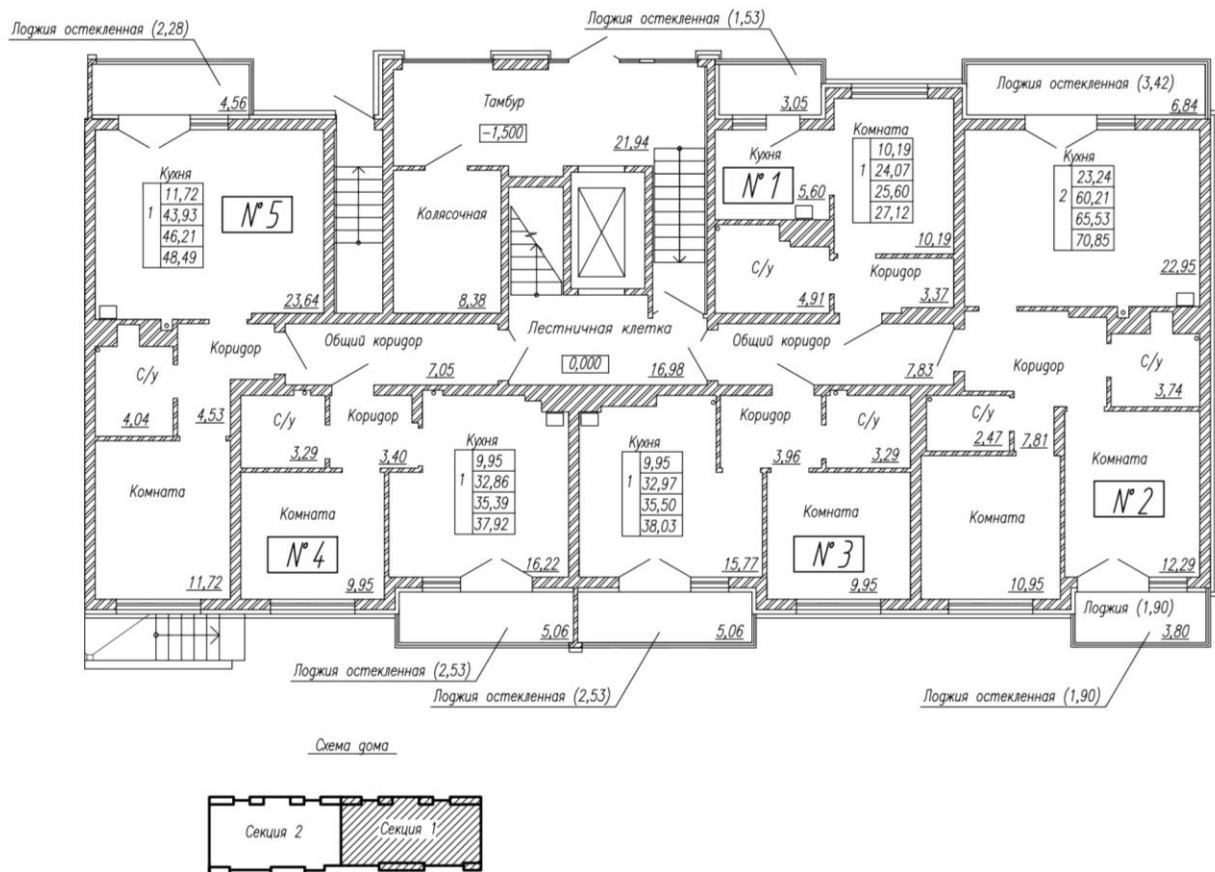 Лоджия остекленная (2,28)
Лоджия остекленная (1,53)
4,56
Тамбур
-1,500
21,94
3,05
Лоджия остекленная (3,42)
6,84
Кухня
1
11,72
43,93
46,21
48,49
N°5
23,64
Колясочная
8,38
Кухня
N°1
5,60
Комната
1
10,19
24,07
25,60
27,12
10,19
Кухня
2
23,24
60,21
65,53
70,85
22,95
С/у
4,91
Коридор
3,37
Коридор
Общий коридор
7,05
Лестничная клетка
0,000
16,98
Общий коридор
7,83
Коридор
С/у
4,04
4,53
С/у
3,29
Коридор
3,40
Кухня
1
9,95
32,86
35,39
37,92
16,22
Кухня
1
9,95
32,97
35,50
38,03
15,77
Коридор
3,96
С/у
3,29
С/у
2,47
7,81
С/у
3,74
Комната
11,72
Комната
N°4
9,95
Комната
N°3
9,95
Комната
10,95
Комната
N°2
12,29
5,06
5,06
Лоджия (1,90)
3,80
Лоджия остекленная (2,53)
Лоджия остекленная (2,53)
Лоджия остекленная (1,90)
Схема дома
Секция 2
Секция 1